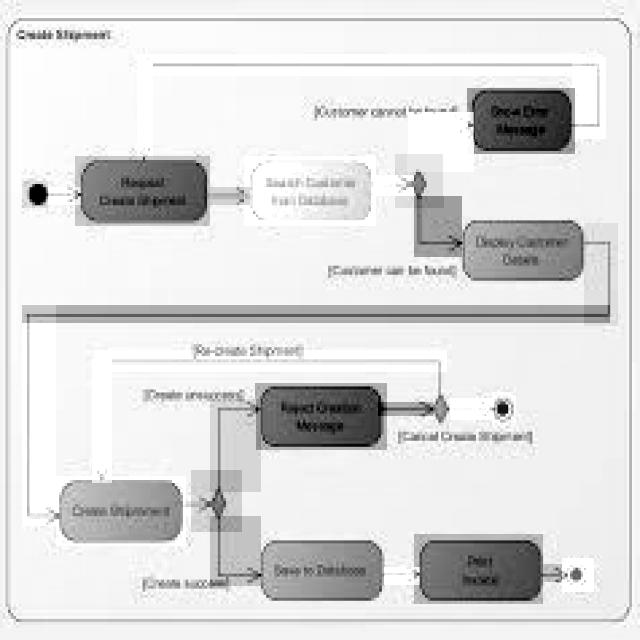 Create Shipment
[Customer cannot be found]
Show Error
Message
Request
Create Shipment
Search Customer
from Database
Display Customer
Details
[Customer can be found]
[Re-create Shipment]
[Create unsuccess]
Reject Creation
Message
[Cancel Create Shipment]
Create Shipment
[Create success]
Save to Database
Print
Invoice